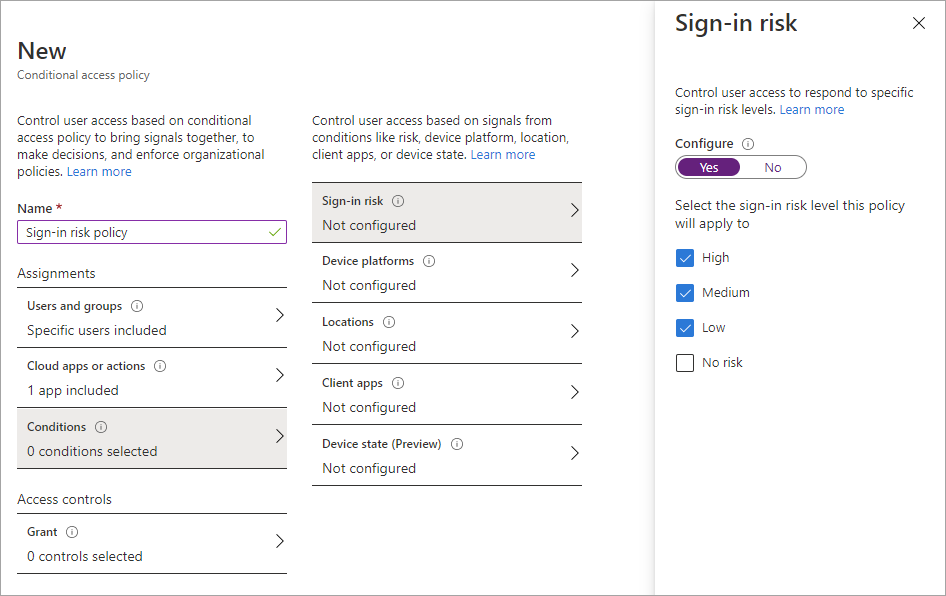 New
Conditional access policy
Control user access based on conditional
access policy to bring signals together, to
make decisions, and enforce organizational
policies. Learn more
Name *
Sign-in risk policy
Assignments
Users and groups
Specific users included
Cloud apps or actions
1 app included
Conditions
0 conditions selected
Access controls
Grant
0 controls selected
Control user access based on signals from
conditions like risk, device platform, location,
client apps, or device state. Learn more
Sign-in risk
Not configured
Device platforms
Not configured
Locations
Not configured
Client apps
Not configured
Device state (Preview)
Not configured
Sign-in risk
Control user access to respond to specific
sign-in risk levels. Learn more
Configure
Yes No
Select the sign-in risk level this policy
will apply to
High
Medium
Low
No risk